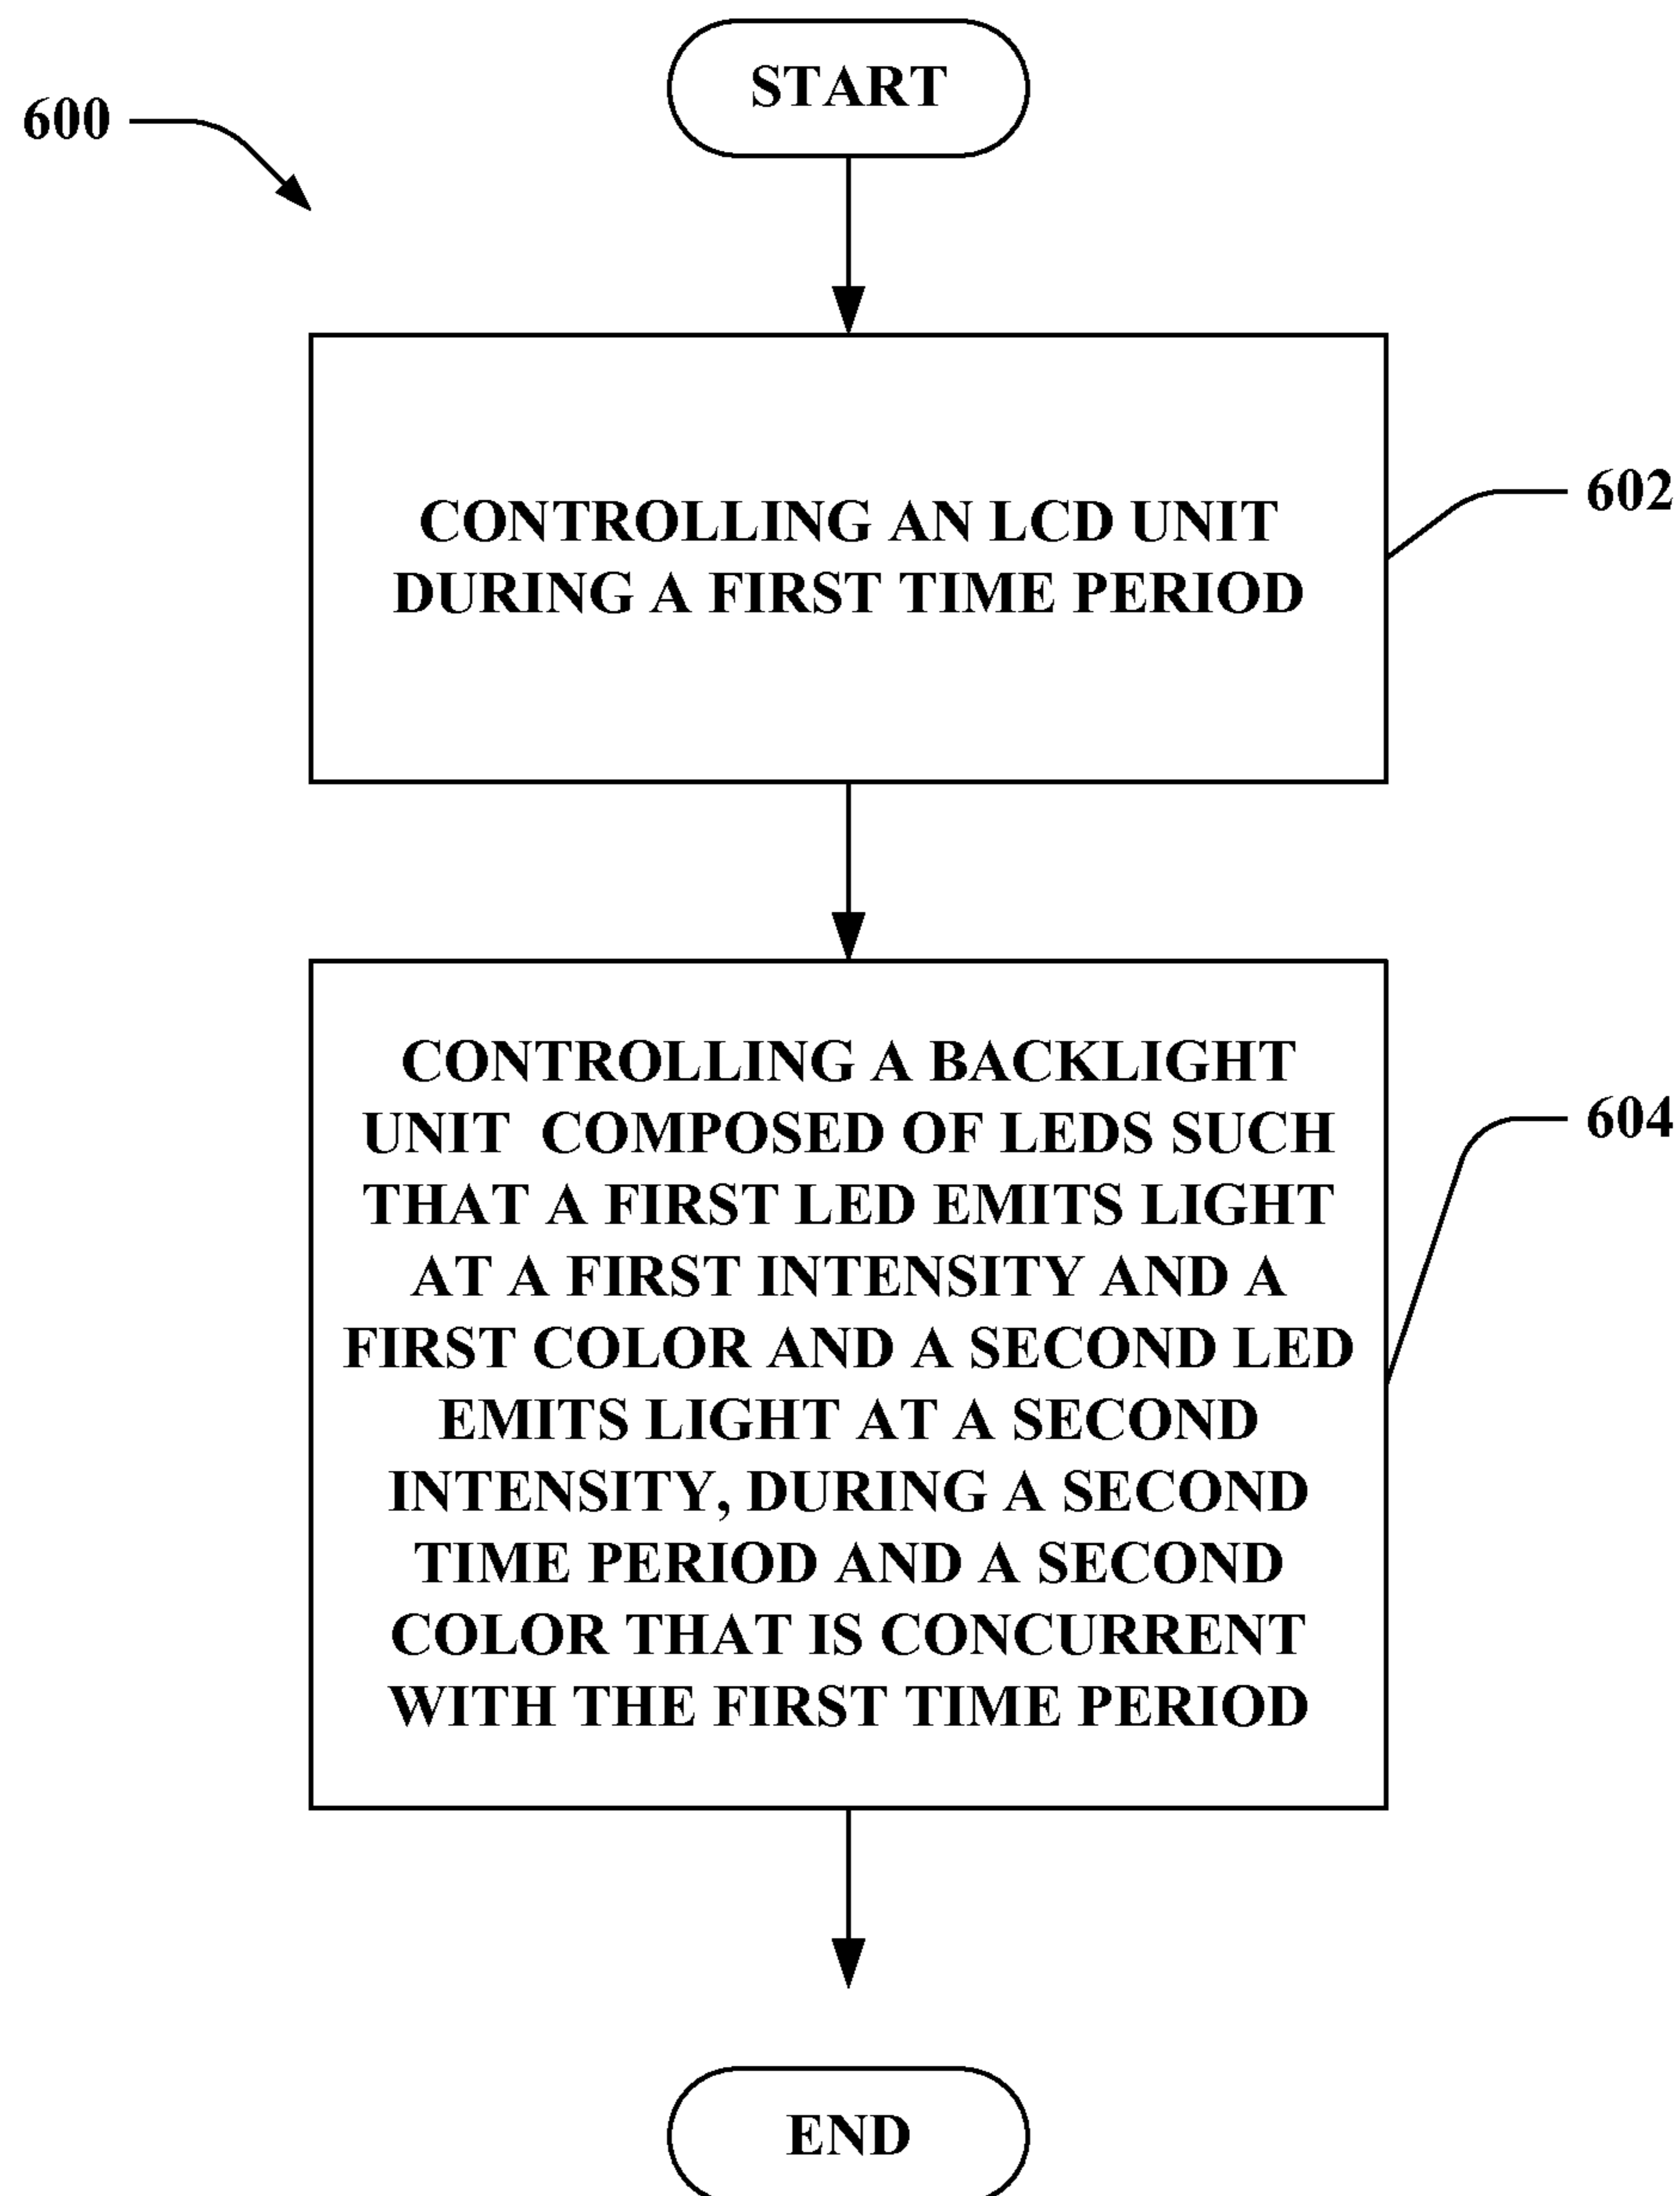 START
600
CONTROLLING AN LCD UNIT
DURING A FIRST TIME PERIOD
602
CONTROLLING A BACKLIGHT
UNIT COMPOSED OF LEDS SUCH
THAT A FIRST LED EMITS LIGHT
AT A FIRST INTENSITY AND A
FIRST COLOR AND A SECOND LED
EMITS LIGHT AT A SECOND
INTENSITY, DURING A SECOND
TIME PERIOD AND A SECOND
COLOR THAT IS CONCURRENT
WITH THE FIRST TIME PERIOD
604
END